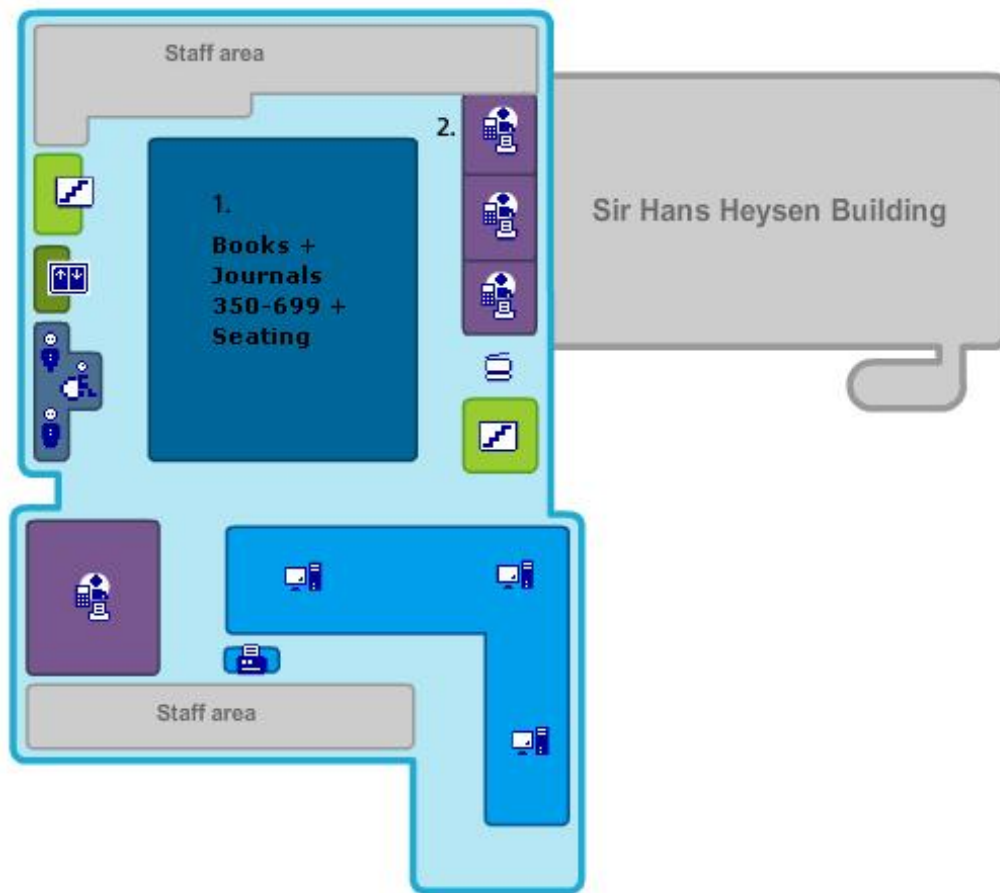 Staff area
2.
Sir Hans Heysen Building
1.
Books +
Journals
350-699 +
Seating
Staff area